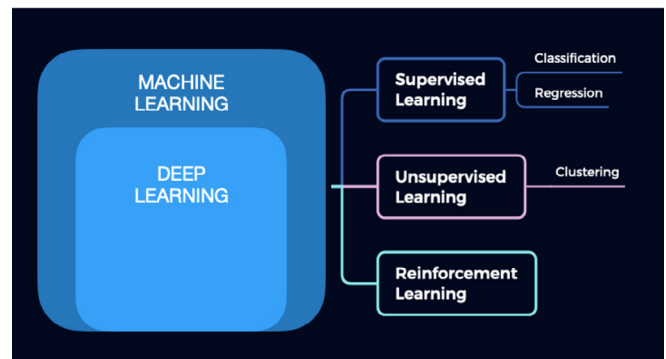 MACHINE
LEARNING
DEEP
LEARNING
Supervised
Learning
Classification
Regression
Unsupervised
Learning
Clustering
Reinforcement
Learning